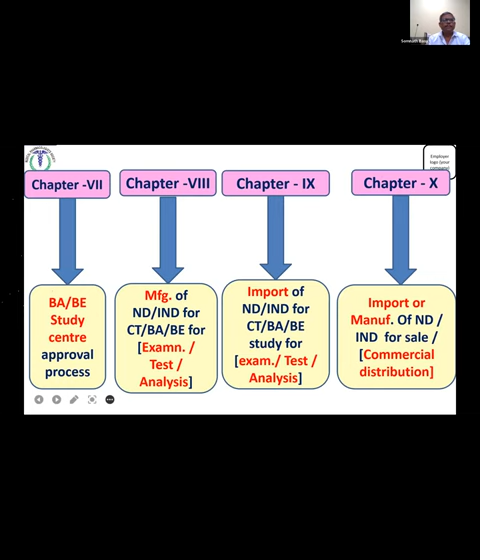 Employer
logo (your
company)
Chapter -VII
Chapter -VIII
Chapter - IX
Chapter - X
BA/BE
Study
centre
approval
process
Mfg. of
ND/IND for
CT/BA/BE for
[Examn. /
Test /
Analysis]
Import of
ND/IND for
CT/BA/BE
study for
[exam./ Test /
Analysis]
Import or
Manuf. Of ND /
IND for sale /
[Commercial
distribution]